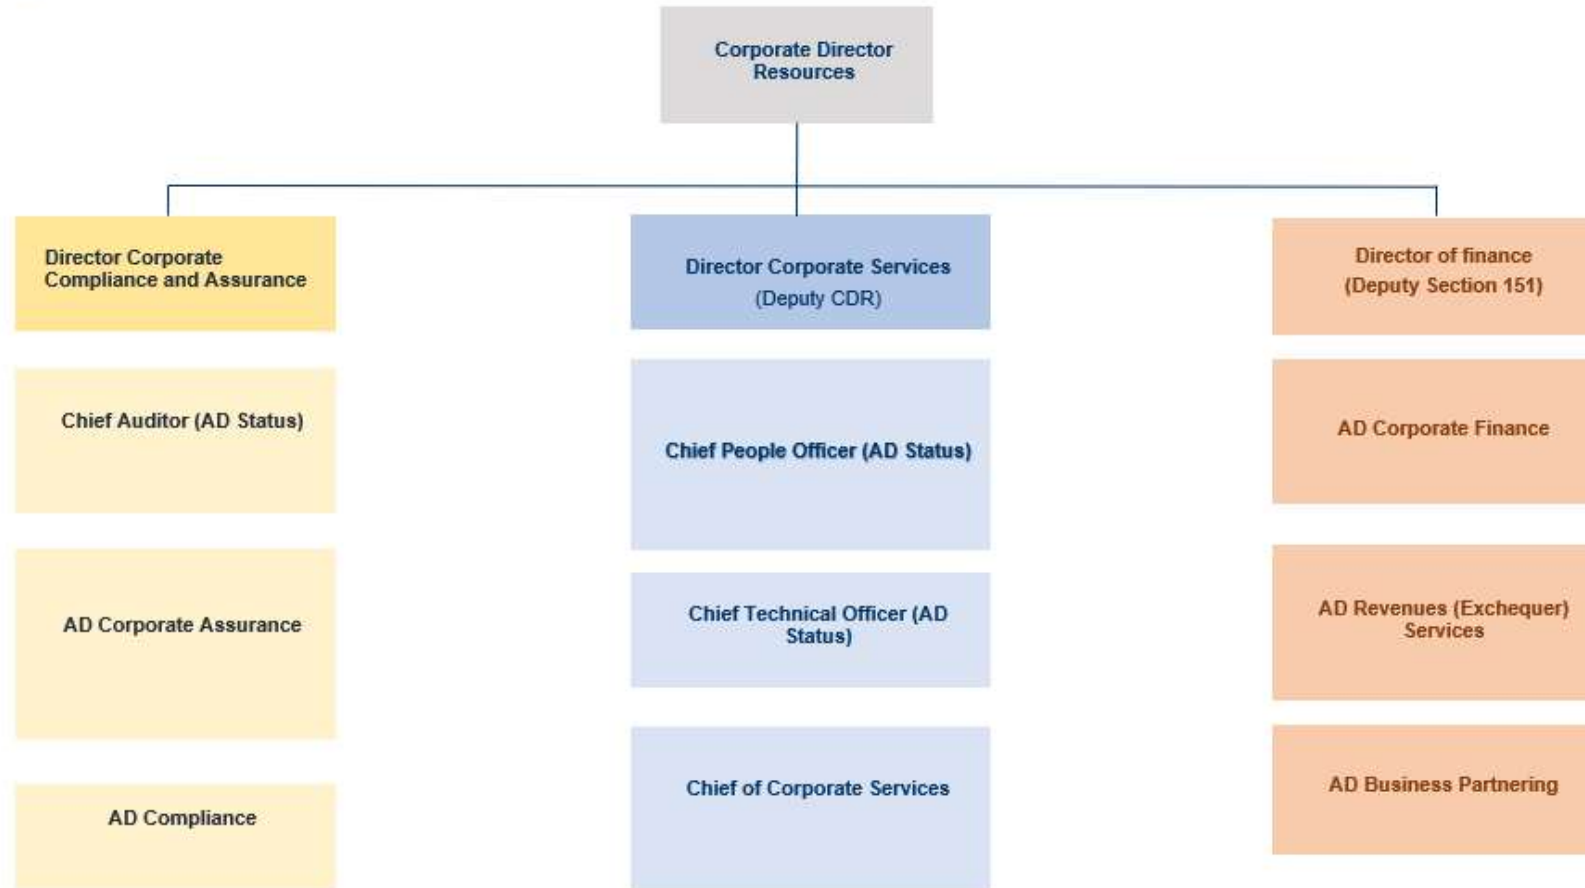 Corporate Director
Resources
Director Corporate
Compliance and Assurance
Chief Auditor (AD Status)
AD Corporate Assurance
AD Compliance
Director Corporate Services
(Deputy CDR)
Chief People Officer (AD Status)
Chief Technical Officer (AD
Status)
Chief of Corporate Services
Director of finance
(Deputy Section 151)
AD Corporate Finance
AD Revenues (Exchequer)
Services
AD Business Partnering